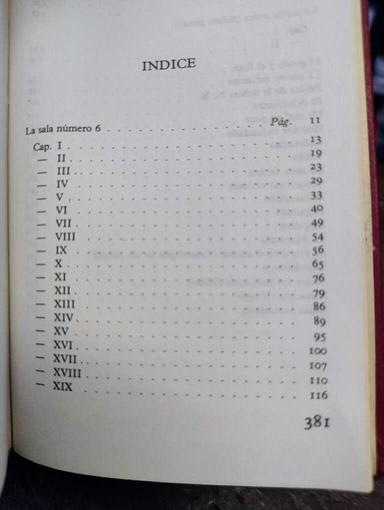 INDICE
La sala número 6 . . . . . . . . . . . . Pág. 11
Cap. I . . . . . . . . . . . . . . . . . 13
— II . . . . . . . . . . . . . . . . . 19
— III . . . . . . . . . . . . . . . . . 23
— IV . . . . . . . . . . . . . . . . . 29
— V . . . . . . . . . . . . . . . . . 33
— VI . . . . . . . . . . . . . . . . . 40
— VII . . . . . . . . . . . . . . . . . 49
— VIII . . . . . . . . . . . . . . . . . 54
— IX . . . . . . . . . . . . . . . . . 56
— X . . . . . . . . . . . . . . . . . 65
— XI . . . . . . . . . . . . . . . . . 76
— XII . . . . . . . . . . . . . . . . . 79
— XIII . . . . . . . . . . . . . . . . . 86
— XIV . . . . . . . . . . . . . . . . . 89
— XV . . . . . . . . . . . . . . . . . 95
— XVI . . . . . . . . . . . . . . . . . 100
— XVII . . . . . . . . . . . . . . . . . 107
— XVIII . . . . . . . . . . . . . . . . . 110
— XIX . . . . . . . . . . . . . . . . . 116
381